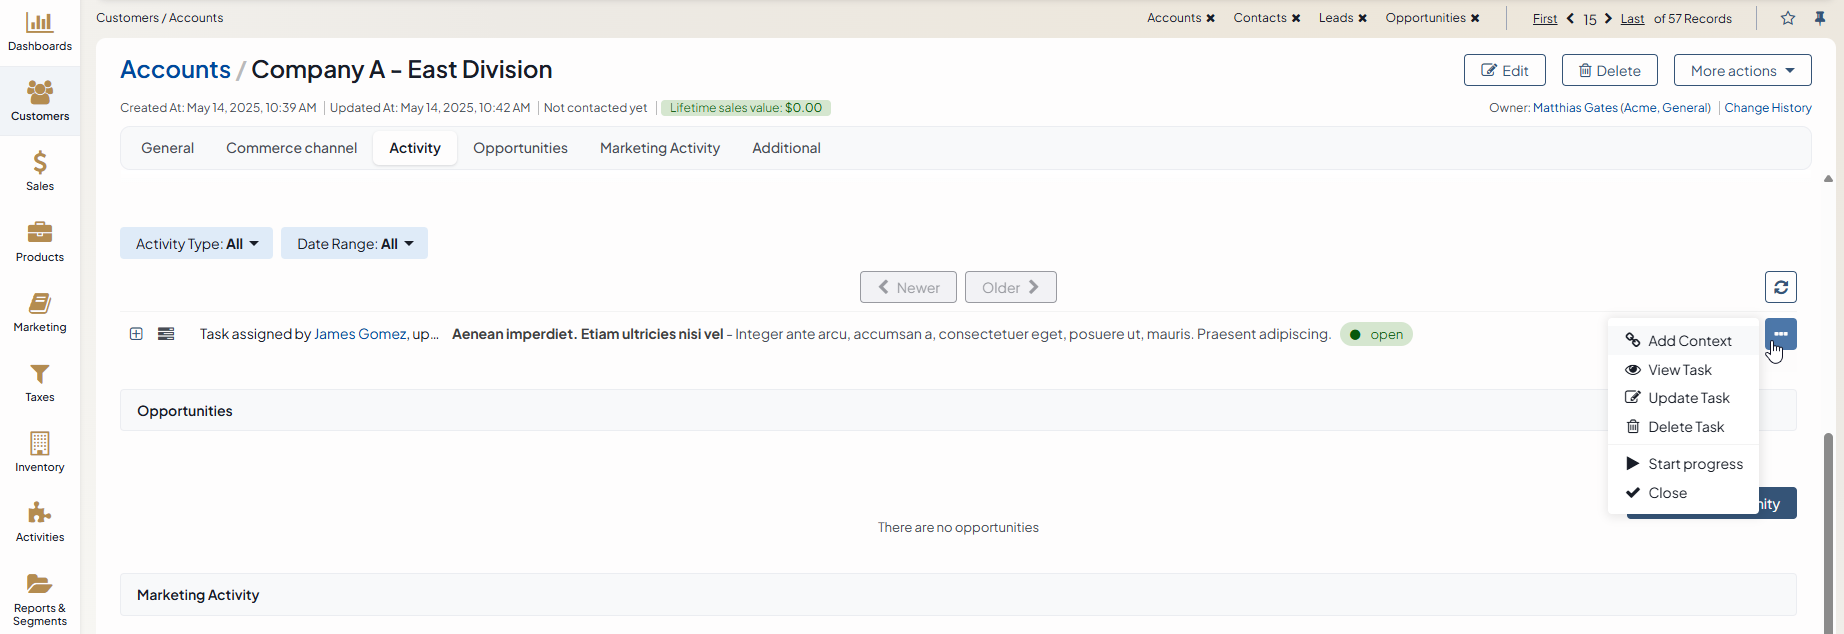 Dashboards
Customers
Sales
Products
Marketing
Taxes
Inventory
Activities
Reports &
Segments
Customers / Accounts
Accounts ✖ Contacts ✖ Leads ✖ Opportunities ✖
First 15 Last of 57 Records
Accounts / Company A – East Division
Edit
Delete
More actions
Created At: May 14, 2025, 10:39 AM | Updated At: May 14, 2025, 10:42 AM | Not contacted yet | Lifetime sales value: $0.00
Owner: Matthias Gates (Acme, General) | Change History
General Commerce channel Activity Opportunities Marketing Activity Additional
Activity Type: All
Date Range: All
Newer
Older
Task assigned by James Gomez, up... Aenean imperdiet. Etiam ultricies nisi vel - Integer ante arcu, accumsan a, consectetuer eget, posuere ut, mauris. Praesent adipiscing. open
Add Context
View Task
Update Task
Delete Task
Start progress
Close
Opportunities
nity
There are no opportunities
Marketing Activity